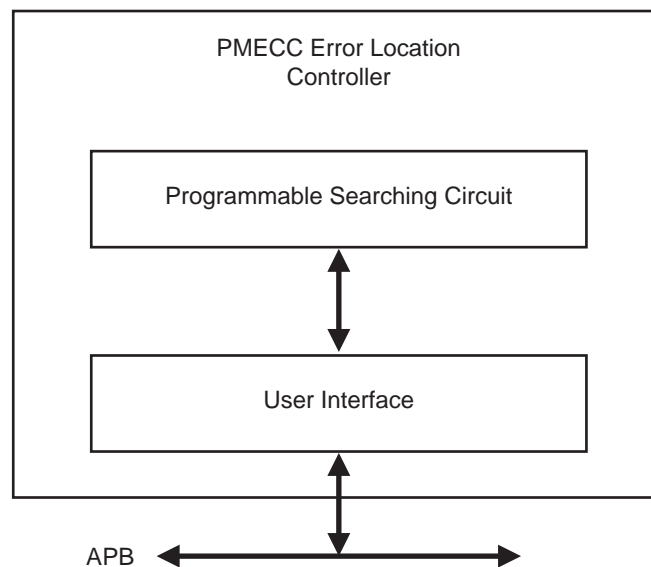 PMECC Error Location
Controller
Programmable Searching Circuit
User Interface
APB